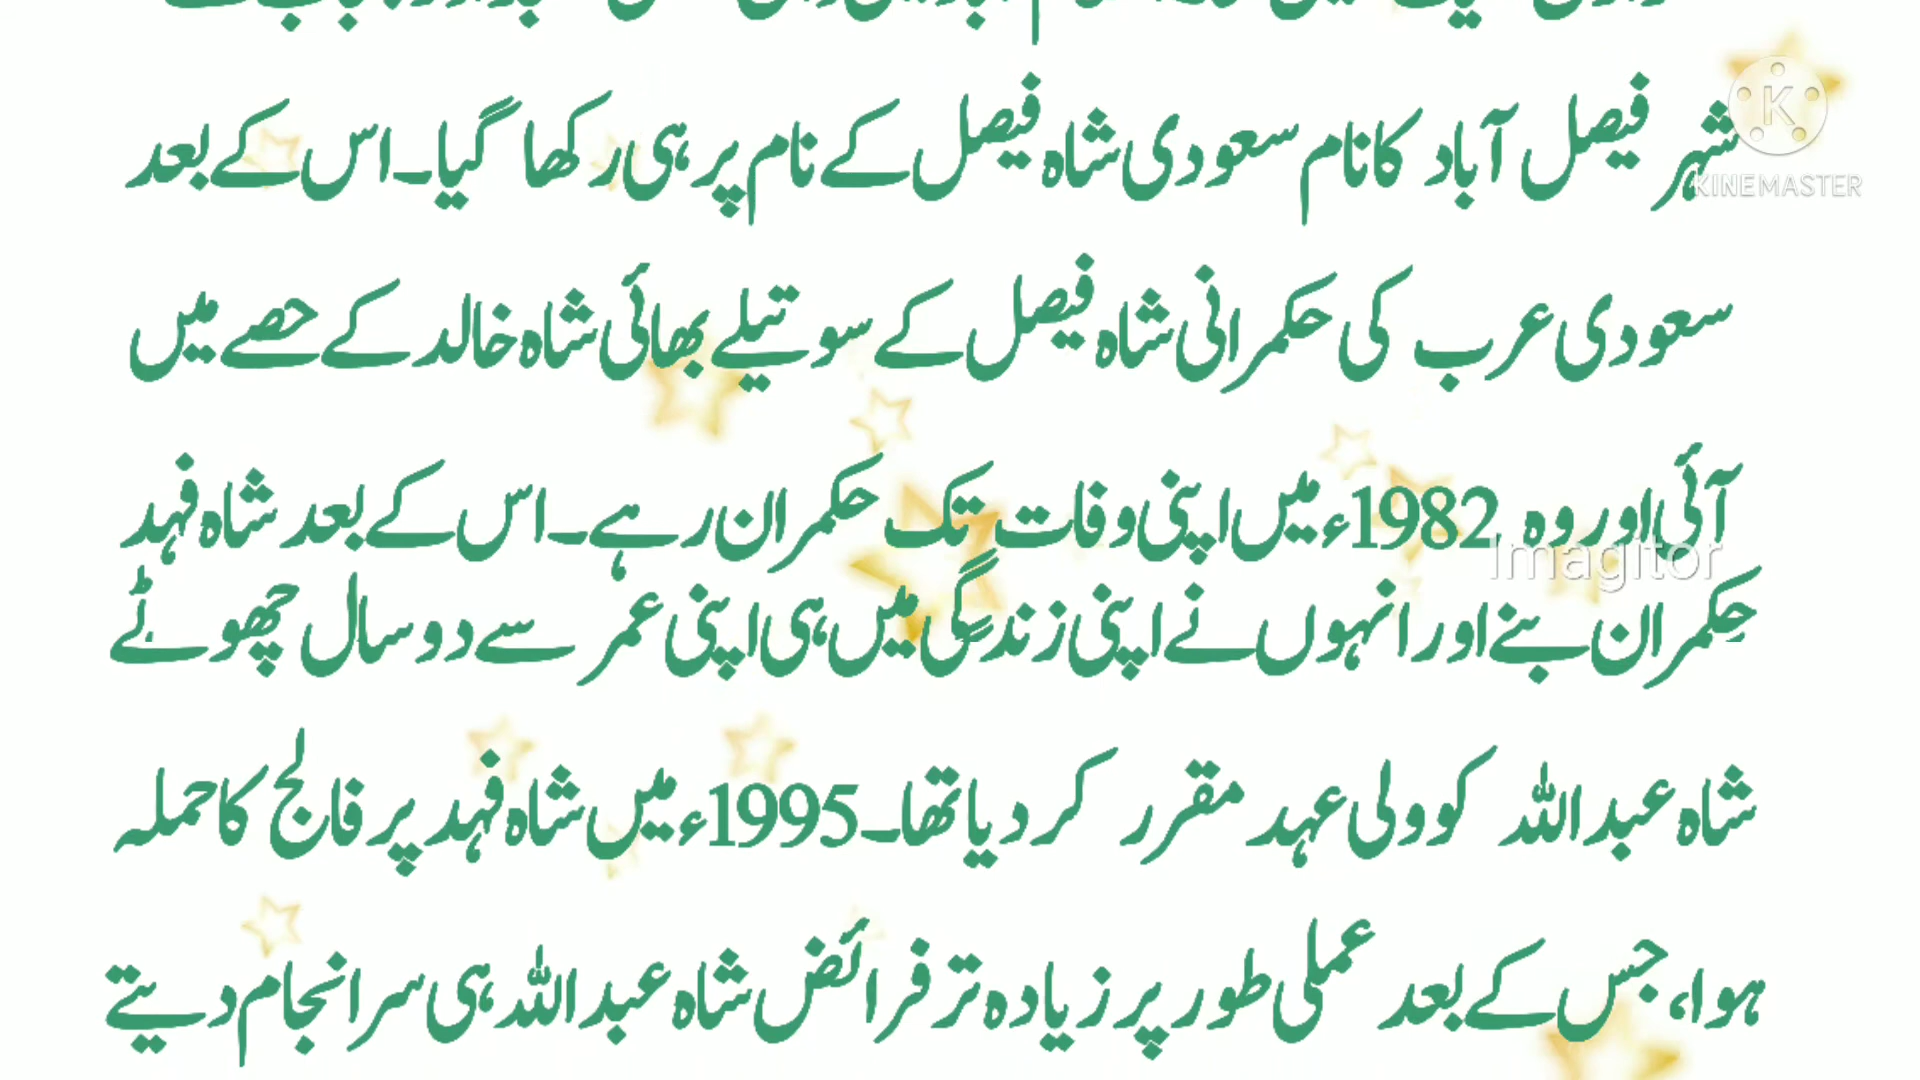 شہر فیصل آباد کا نام سعودی شاہ فیصل کے نام پر ہی رکھا گیا۔ اس کے بعد
سعودی عرب کی حکمرانی شاہ فیصل کے سوتیلے بھائی شاہ خالد کے حصے میں
آئی اور وہ 1982ء میں اپنی وفات تک حکمران رہے۔ اس کے بعد شاہ فہد
حکمران بنے اور انہوں نے اپنی زندگی میں ہی اپنی عمر سے دو سال چھوٹے
شاہ عبداللہ کو ولی عہد مقرر کر دیا تھا۔ 1995ء میں شاہ فہد پر فالج کا حملہ
ہوا، جس کے بعد عملی طور پر زیادہ تر فرائض شاہ عبداللہ ہی سرانجام دیتے
K
KINEMASTER
Imagitor